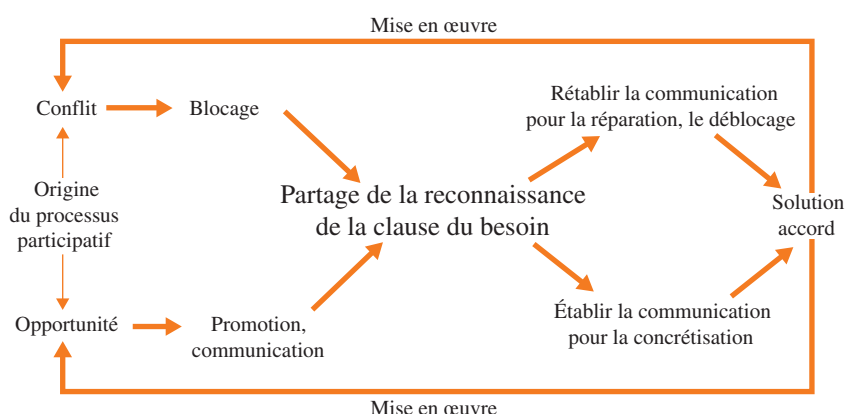 Mise en œuvre
Conflit
Blocage
Rétablir la communication
pour la réparation, le déblocage
Origine
du processus
participatif
Partage de la reconnaissance
de la clause du besoin
Solution
accord
Opportunité
Promotion,
communication
Établir la communication
pour la concrétisation
Mise en œuvre